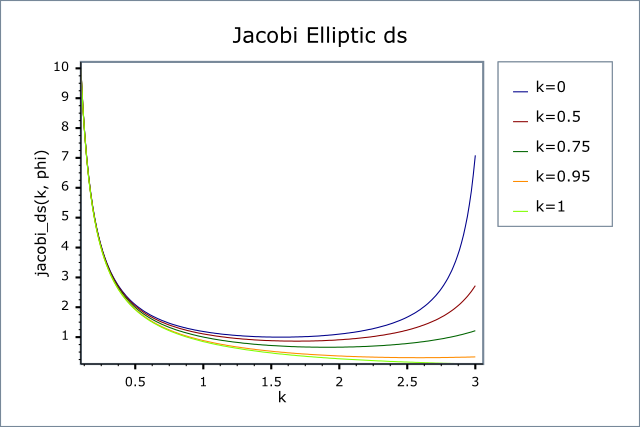 Jacobi Elliptic ds
10
9
8
7
6
5
4
3
2
1
jacobi_ds(k, phi)
0.5 1 1.5 2 2.5 3
k
k=0
k=0.5
k=0.75
k=0.95
k=1